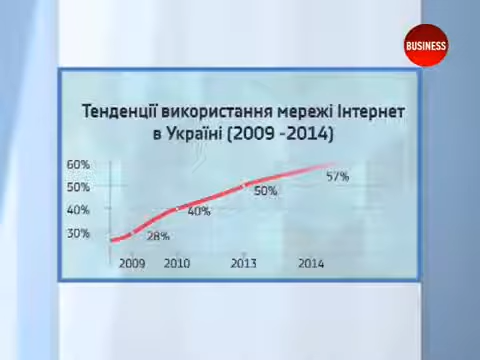 BUSINESS
Тенденції використання мережі Інтернет
в Україні (2009 -2014)
60%
57%
50%
50%
40%
40%
30%
28%
2009 2010 2013 2014